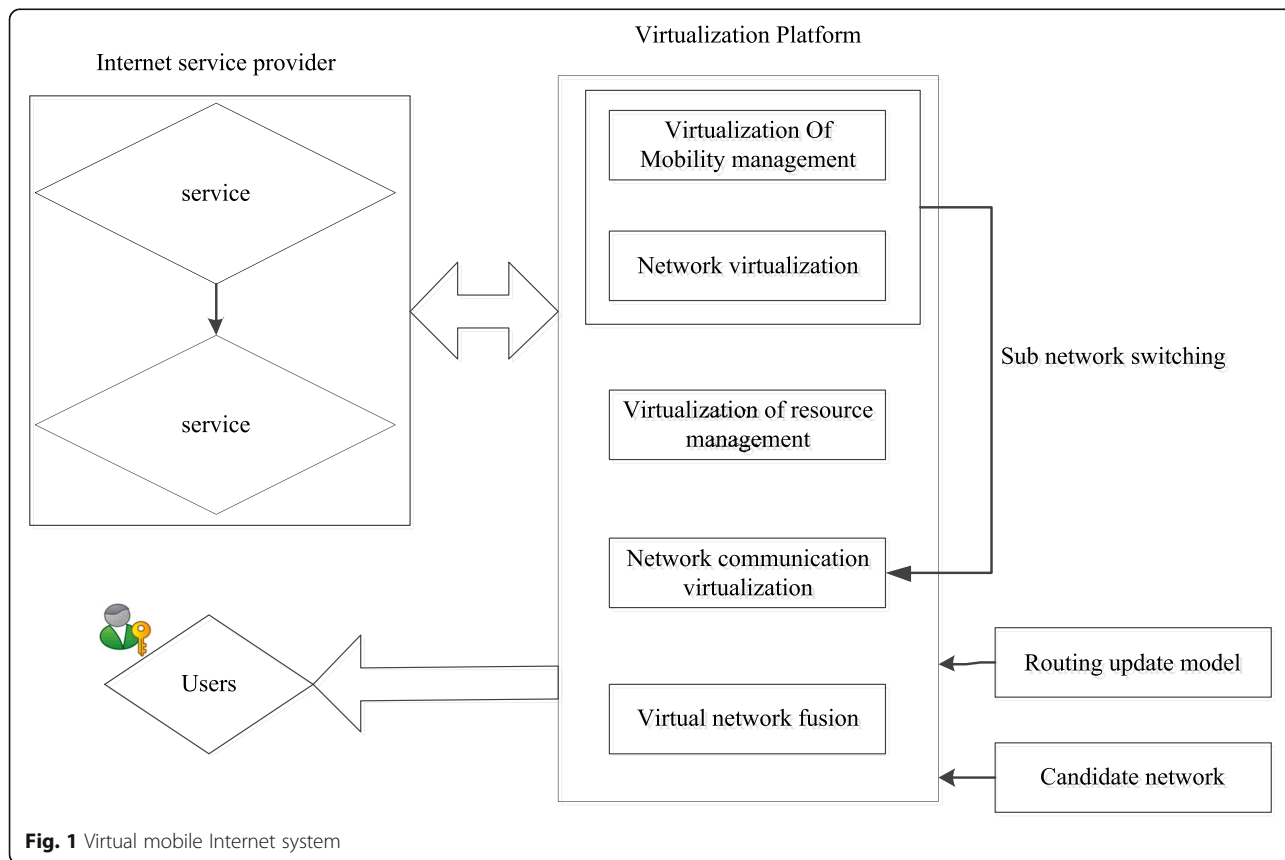 Internet service provider
service
service
Users
Virtualization Platform
Virtualization Of
Mobility management
Network virtualization
Virtualization of resource
management
Network communication
virtualization
Virtual network fusion
Sub network switching
Routing update model
Candidate network
Fig. 1 Virtual mobile Internet system